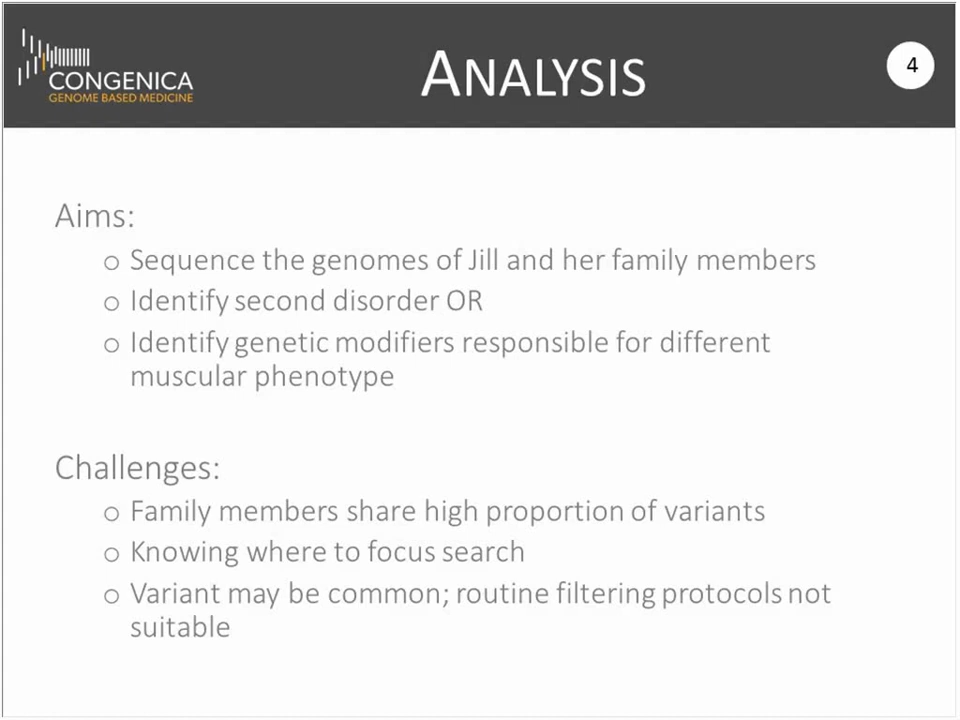 CONGENICA
GENOME BASED MEDICINE
ANALYSIS
4
Aims:
o Sequence the genomes of Jill and her family members
o Identify second disorder OR
o Identify genetic modifiers responsible for different
muscular phenotype
Challenges:
o Family members share high proportion of variants
o Knowing where to focus search
o Variant may be common; routine filtering protocols not
suitable